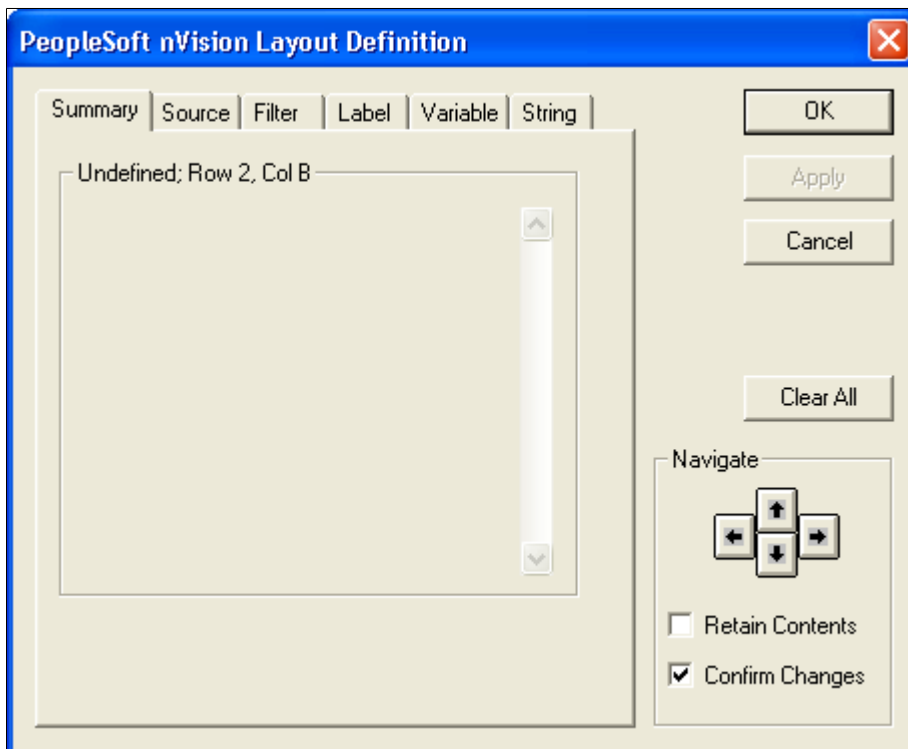 PeopleSoft nVision Layout Definition
Summary Source Filter Label Variable String
OK
Undefined; Row 2, Col B
Apply
Cancel
Clear All
Navigate
Retain Contents
Confirm Changes